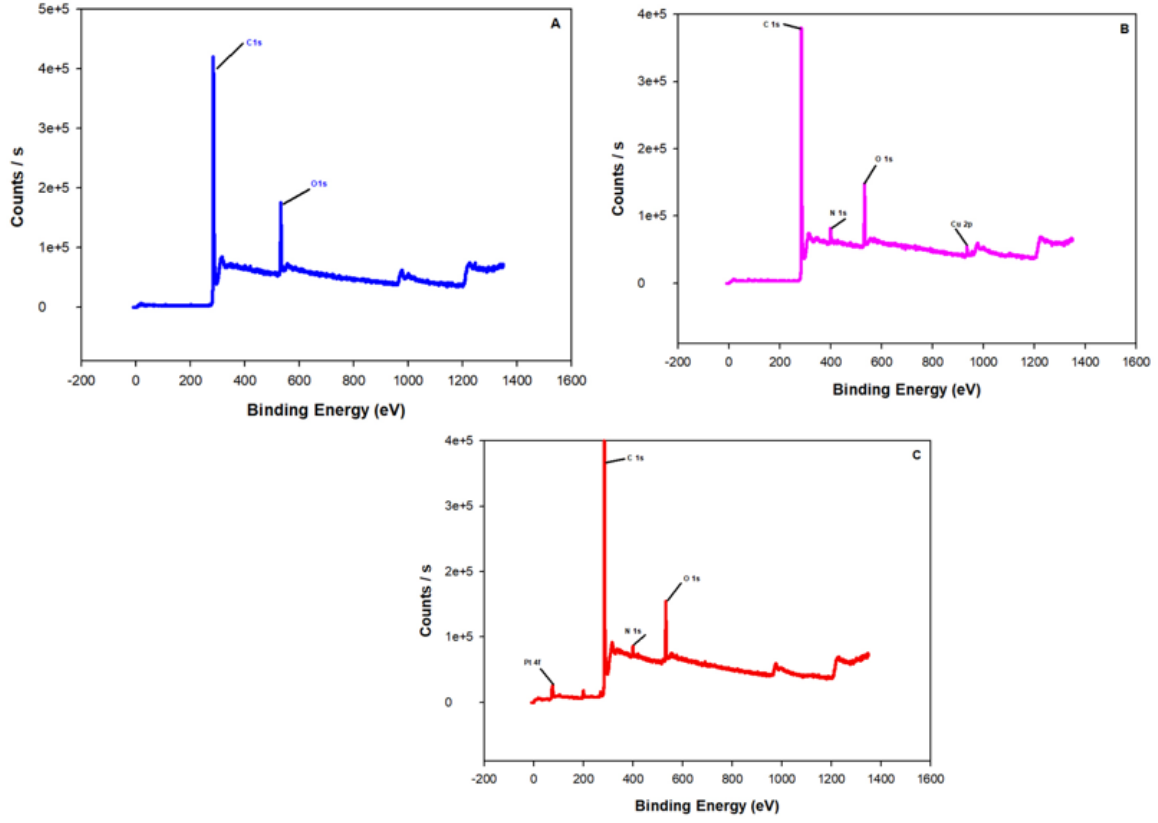 A
5e+5
4e+5
3e+5
2e+5
1e+5
0
Counts / s
C1s
O1s
-200 0 200 400 600 800 1000 1200 1400 1600
Binding Energy (eV)
B
4e+5
3e+5
2e+5
1e+5
0
Counts / s
C 1s
O 1s
N 1s
Cu 2p
-200 0 200 400 600 800 1000 1200 1400 1600
Binding Energy (eV)
C
4e+5
3e+5
2e+5
1e+5
0
Counts / s
C 1s
O 1s
N 1s
Pt 4f
-200 0 200 400 600 800 1000 1200 1400 1600
Binding Energy (eV)